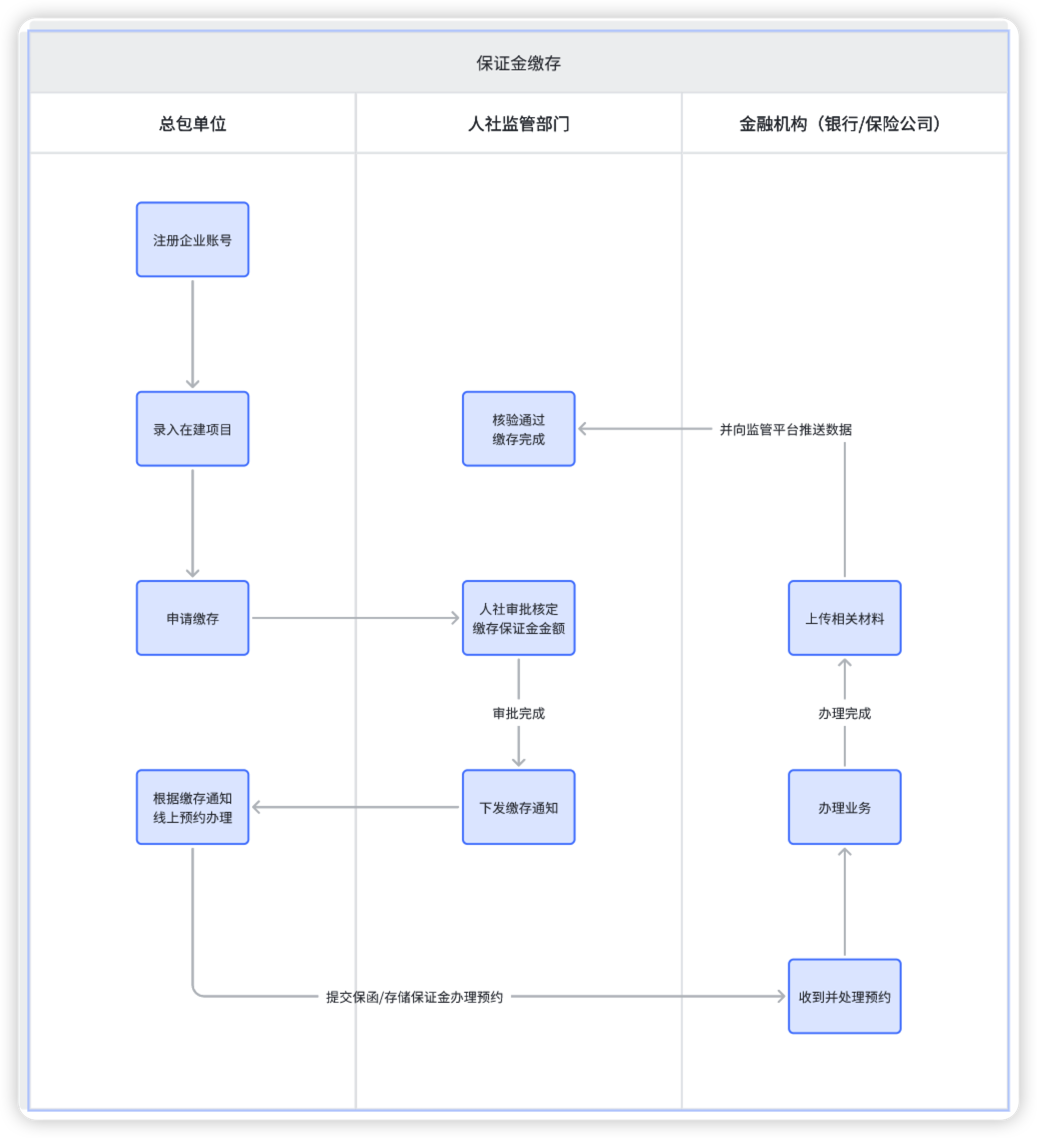 保证金缴存
总包单位
人社监管部门
金融机构（银行/保险公司）
注册企业账号
录入在建项目
核验通过
缴存完成
并向监管平台推送数据
申请缴存
人社审批核定
缴存保证金金额
上传相关材料
审批完成
办理完成
根据缴存通知
线上预约办理
下发缴存通知
办理业务
提交保函/存储保证金办理预约
收到并处理预约